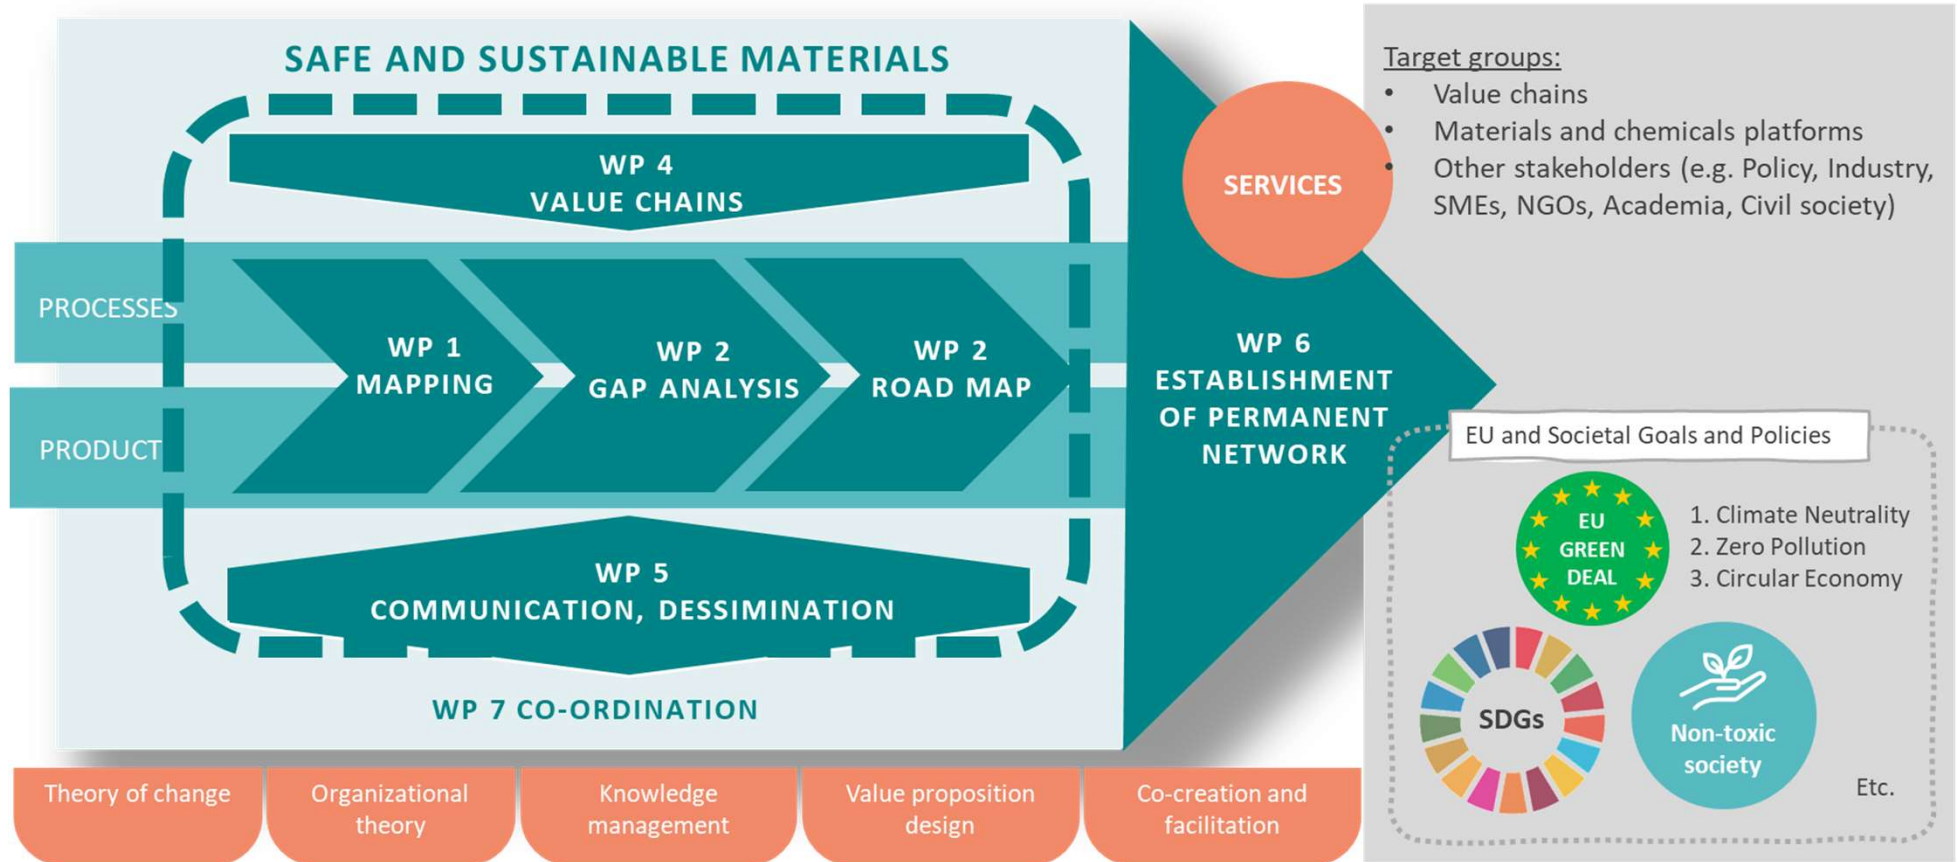 SAFE AND SUSTAINABLE MATERIALS
WP 4
VALUE CHAINS
PROCESSES
PRODUCT
WP 1
MAPPING
WP 2
GAP ANALYSIS
WP 2
ROAD MAP
WP 5
COMMUNICATION, DESSIMINATION
WP 7 CO-ORDINATION
WP 6
ESTABLISHMENT
OF PERMANENT
NETWORK
SERVICES
Target groups:
• Value chains
• Materials and chemicals platforms
• Other stakeholders (e.g. Policy, Industry,
SMEs, NGOs, Academia, Civil society)
EU and Societal Goals and Policies
EU
GREEN
DEAL
1. Climate Neutrality
2. Zero Pollution
3. Circular Economy
SDGs
Non-toxic
society
Etc.
Theory of change
Organizational
theory
Knowledge
management
Value proposition
design
Co-creation and
facilitation